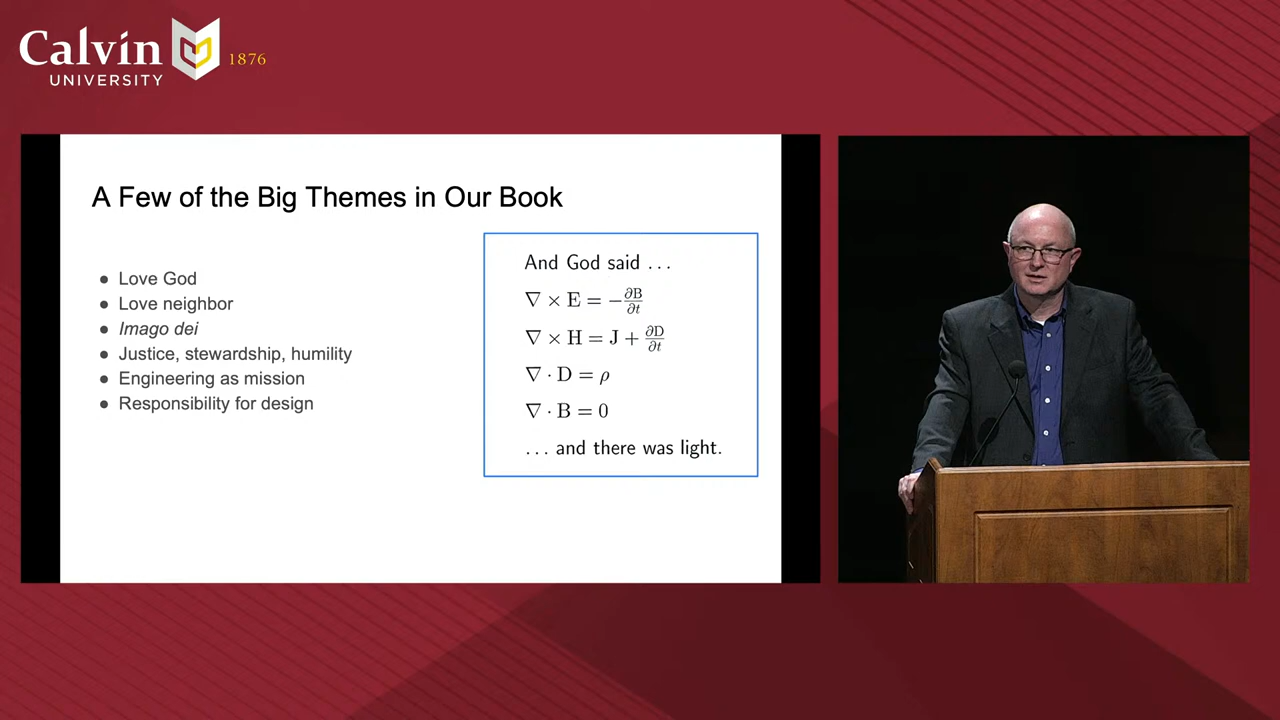 Calvin
UNIVERSITY
1876
A Few of the Big Themes in Our Book
● Love God
● Love neighbor
● Imago dei
● Justice, stewardship, humility
● Engineering as mission
● Responsibility for design
And God said . . .
∇ × E = −∂B/∂t
∇ × H = J + ∂D/∂t
∇ · D = ρ
∇ · B = 0
. . . and there was light.